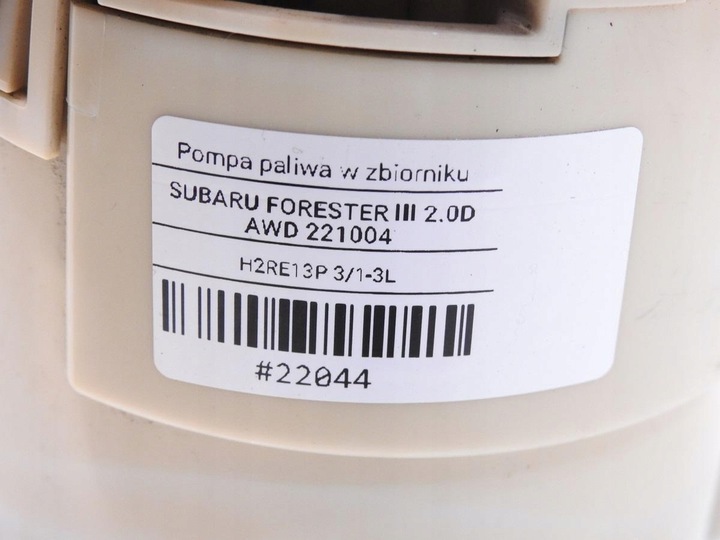 Pompa paliwa w zbiorniku
SUBARU FORESTER III 2.0D
AWD 221004
H2RE13P 3/1-3L
#22044